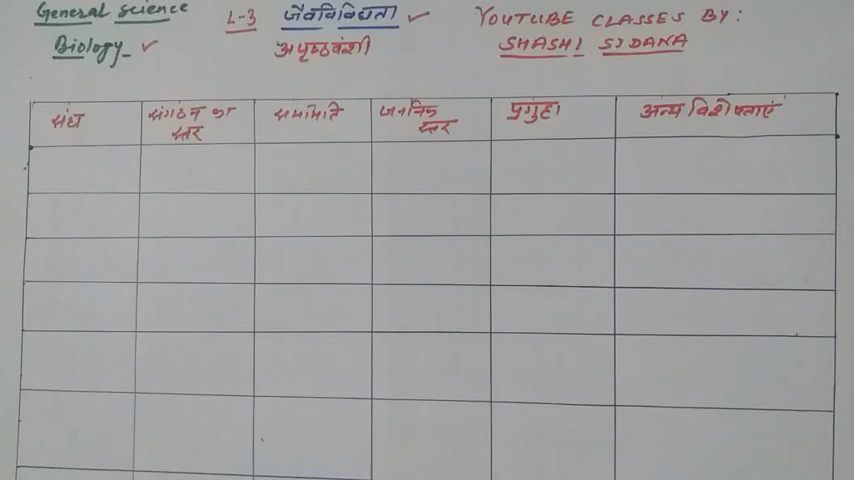 General science L-3 जैवविविधता YOUTUBE CLASSES BY:
Biology अपृष्ठवंशी SHASHI SIDANA
संघ संगठन का समामिति जननिक प्रगुहा अन्य विशेषताएं
स्तर स्तर